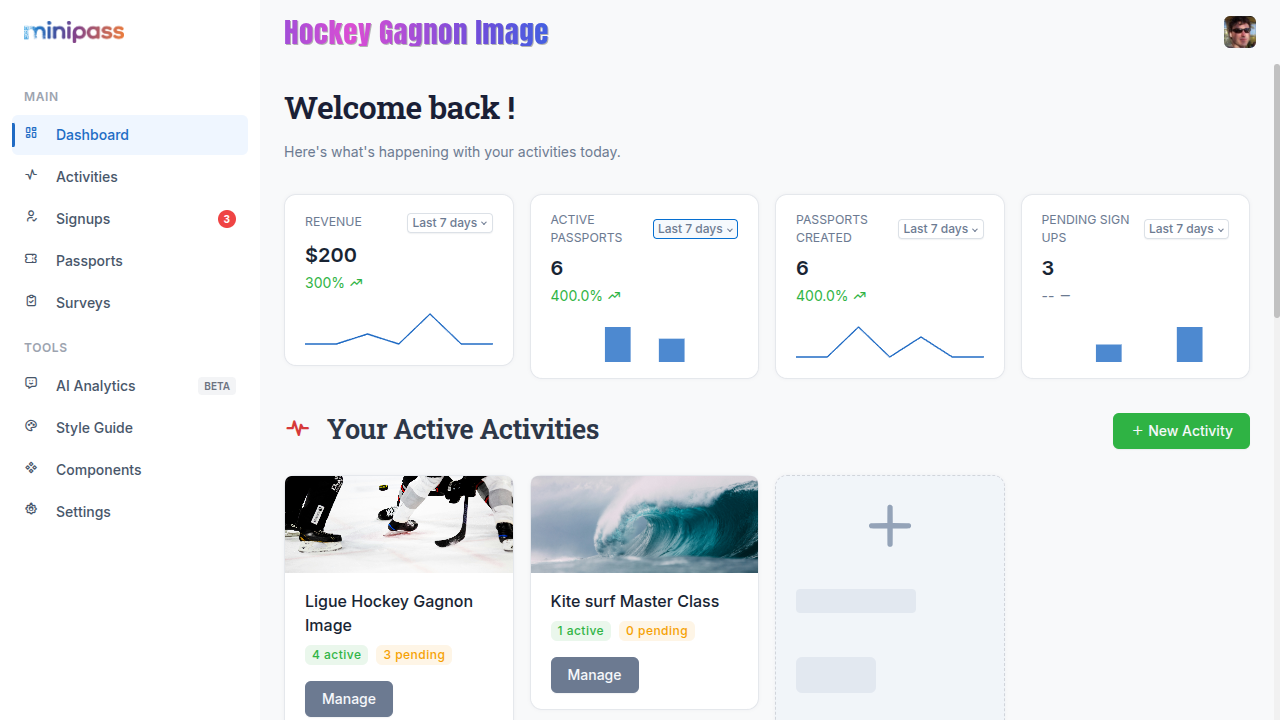 minipass
Hockey Gagnon Image
MAIN
Dashboard
Activities
Signups 3
Passports
Surveys
TOOLS
AI Analytics BETA
Style Guide
Components
Settings
Welcome back !
Here's what's happening with your activities today.
REVENUE Last 7 days
$200
300%
ACTIVE
PASSPORTS Last 7 days
6
400.0%
PASSPORTS
CREATED Last 7 days
6
400.0%
PENDING SIGN
UPS Last 7 days
3
-- –
Your Active Activities
+ New Activity
Ligue Hockey Gagnon
Image
4 active 3 pending
Manage
Kite surf Master Class
1 active 0 pending
Manage